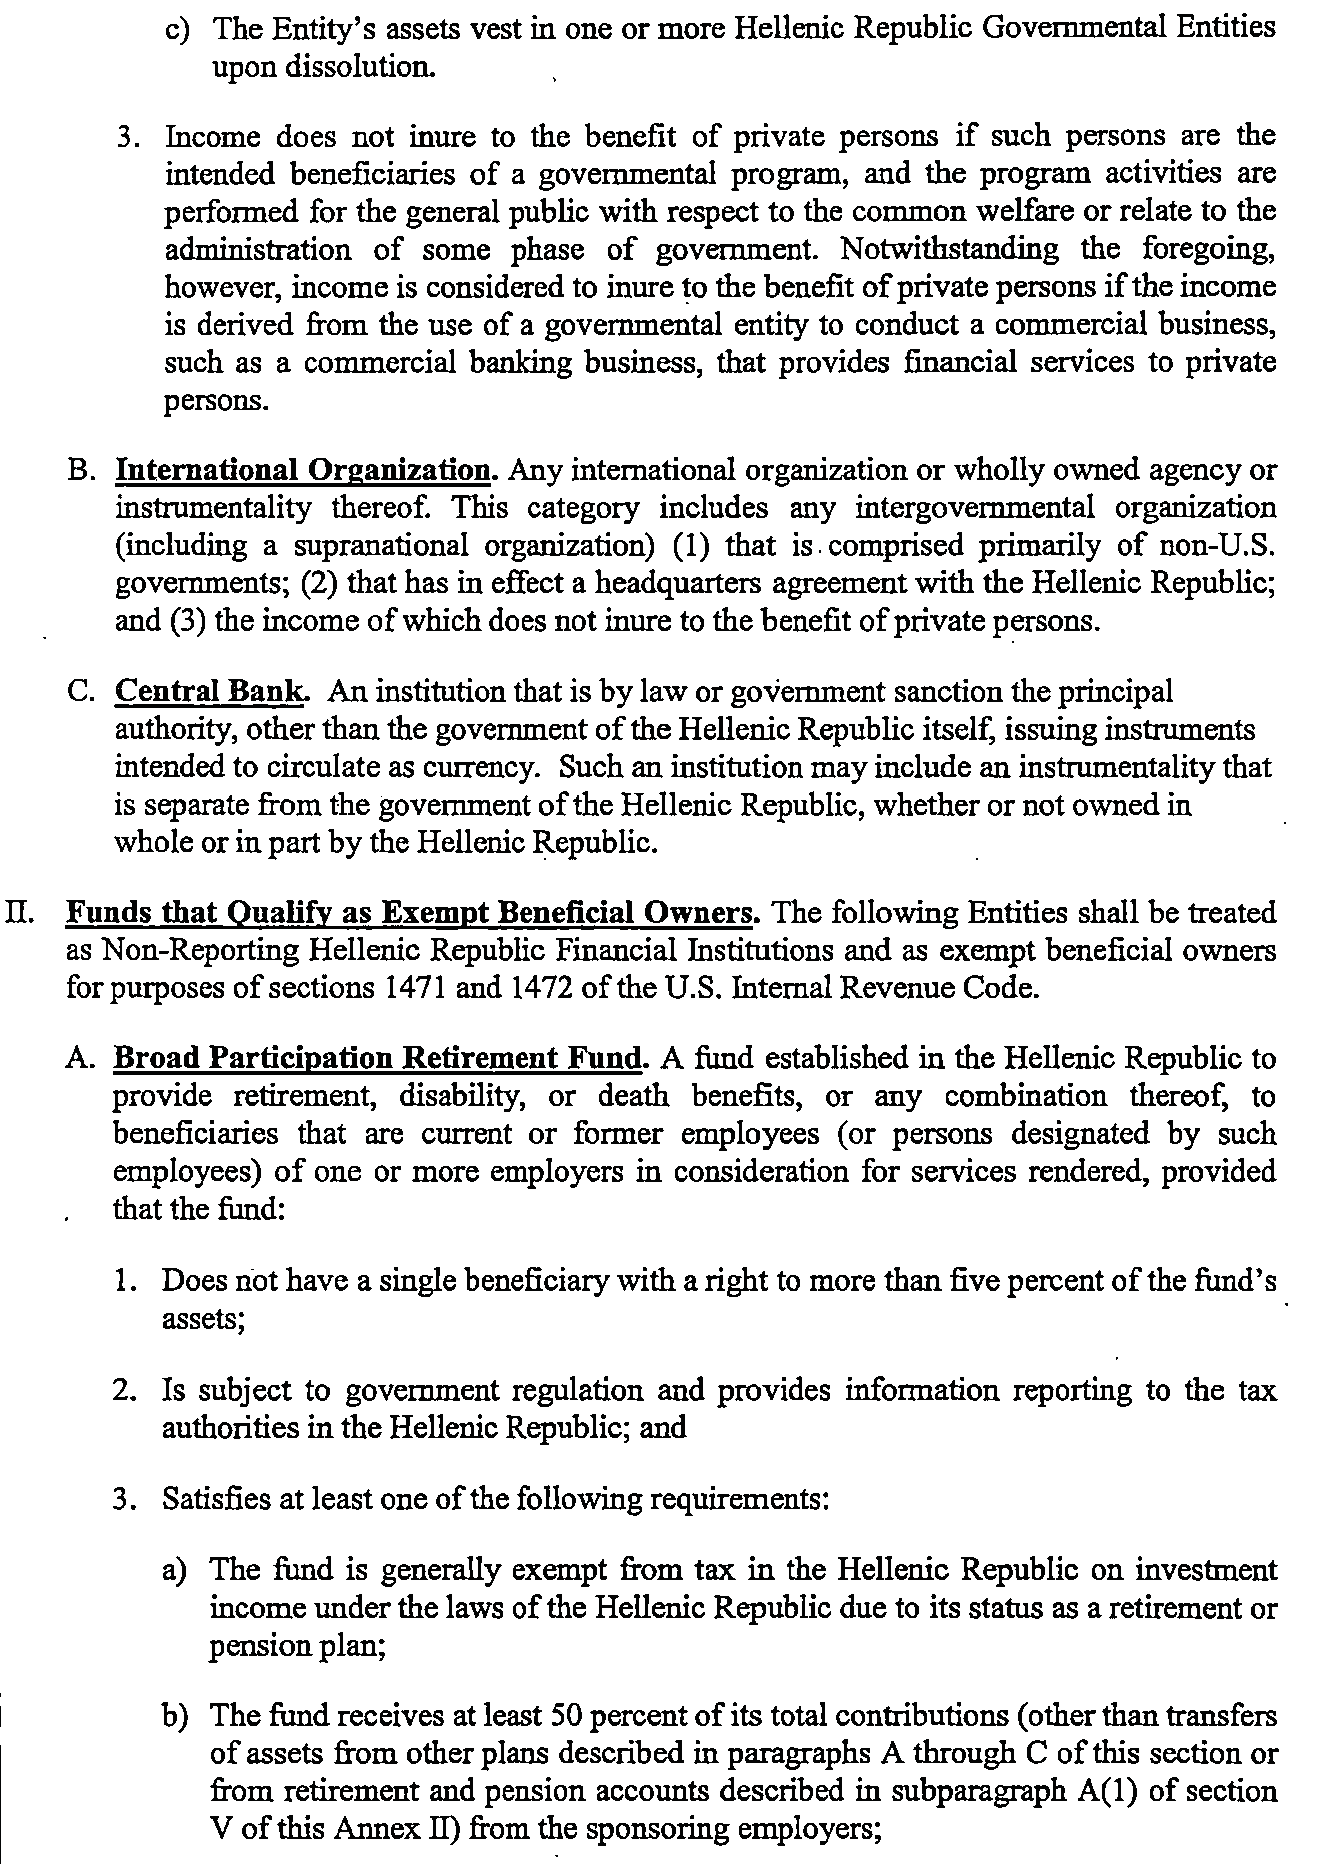 c) The Entity's assets vest in one or more Hellenic Republic Governmental Entities
upon dissolution.
3. Income does not inure to the benefit of private persons if such persons are the
intended beneficiaries of a governmental program, and the program activities are
performed for the general public with respect to the common welfare or relate to the
administration of some phase of government. Notwithstanding the foregoing,
however, income is considered to inure to the benefit of private persons if the income
is derived from the use of a governmental entity to conduct a commercial business,
such as a commercial banking business, that provides financial services to private
persons.
B. International Organization. Any international organization or wholly owned agency or
instrumentality thereof. This category includes any intergovernmental organization
(including a supranational organization) (1) that is comprised primarily of non-U.S.
governments; (2) that has in effect a headquarters agreement with the Hellenic Republic;
and (3) the income of which does not inure to the benefit of private persons.
C. Central Bank. An institution that is by law or government sanction the principal
authority, other than the government of the Hellenic Republic itself, issuing instruments
intended to circulate as currency. Such an institution may include an instrumentality that
is separate from the government of the Hellenic Republic, whether or not owned in
whole or in part by the Hellenic Republic.
II. Funds that Qualify as Exempt Beneficial Owners. The following Entities shall be treated
as Non-Reporting Hellenic Republic Financial Institutions and as exempt beneficial owners
for purposes of sections 1471 and 1472 of the U.S. Internal Revenue Code.
A. Broad Participation Retirement Fund. A fund established in the Hellenic Republic to
provide retirement, disability, or death benefits, or any combination thereof, to
beneficiaries that are current or former employees (or persons designated by such
employees) of one or more employers in consideration for services rendered, provided
that the fund:
1. Does not have a single beneficiary with a right to more than five percent of the fund's
assets;
2. Is subject to government regulation and provides information reporting to the tax
authorities in the Hellenic Republic; and
3. Satisfies at least one of the following requirements:
a) The fund is generally exempt from tax in the Hellenic Republic on investment
income under the laws of the Hellenic Republic due to its status as a retirement or
pension plan;
b) The fund receives at least 50 percent of its total contributions (other than transfers
of assets from other plans described in paragraphs A through C of this section or
from retirement and pension accounts described in subparagraph A(1) of section
V of this Annex II) from the sponsoring employers;